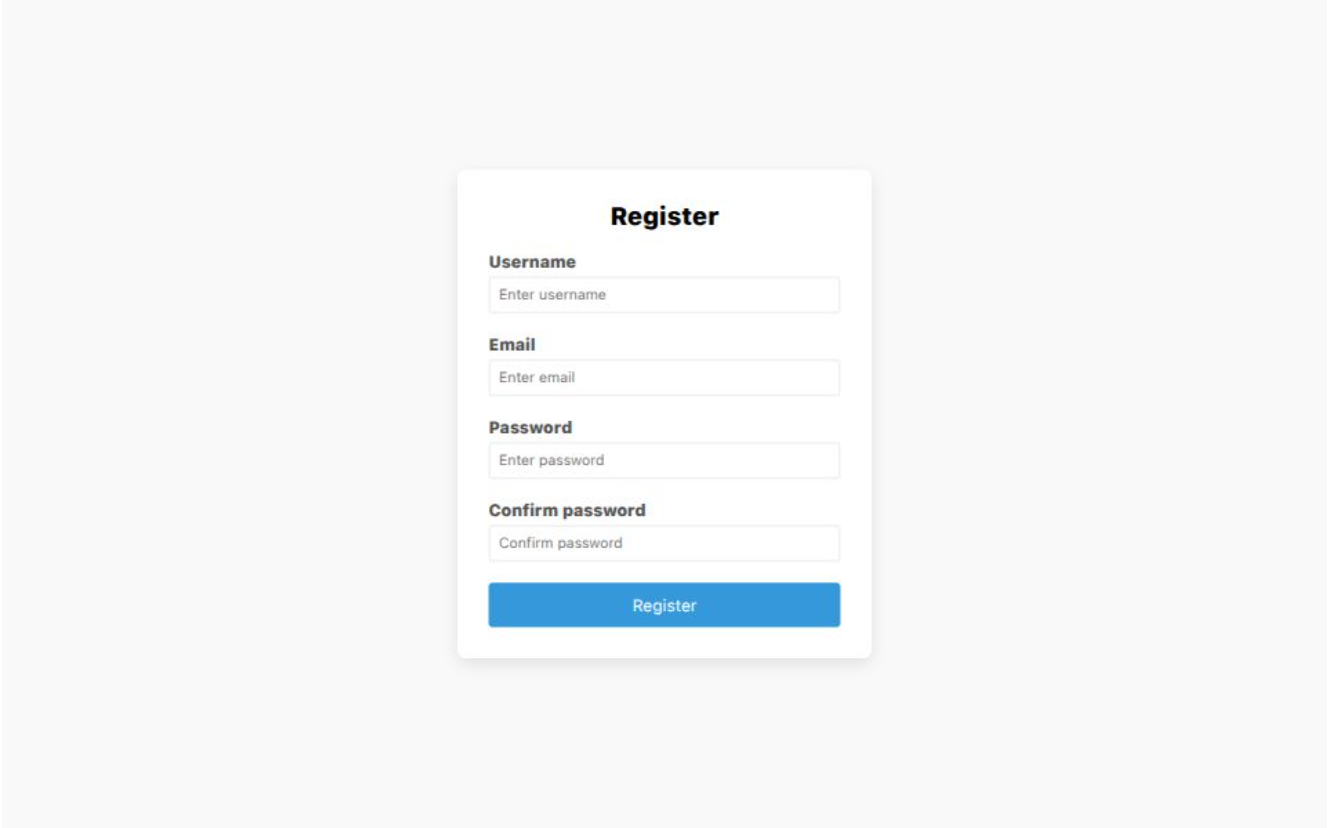 Register
Username
Enter username
Email
Enter email
Password
Enter password
Confirm password
Confirm password
Register